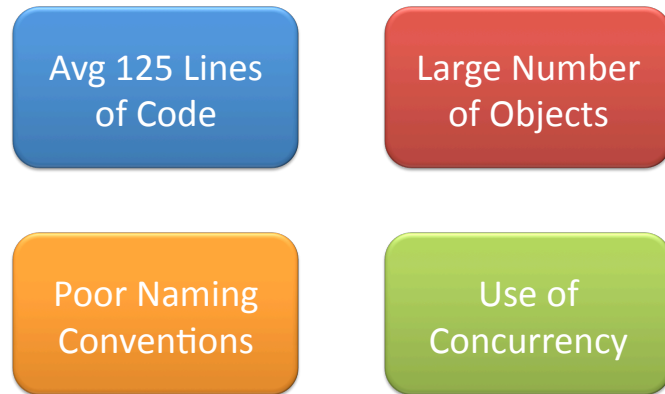 Avg 125 Lines
of Code
Large Number
of Objects
Poor Naming
Conventions
Use of
Concurrency